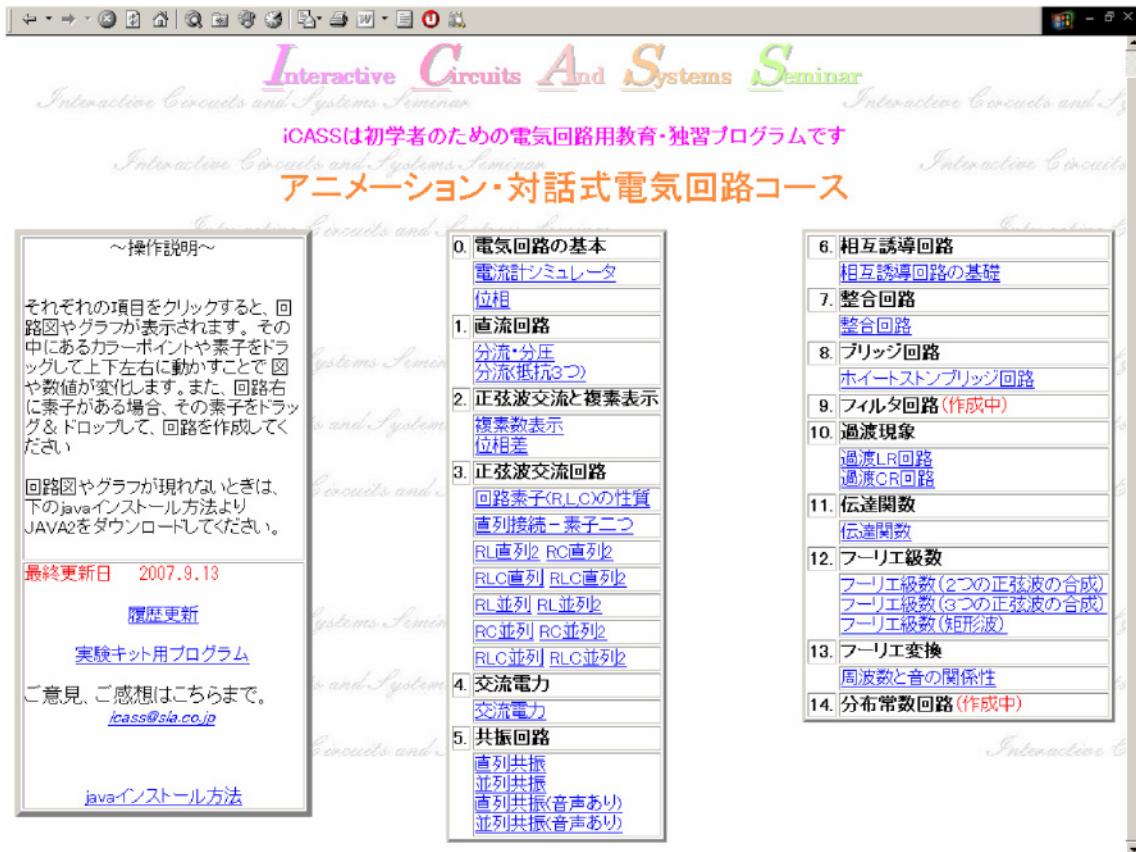 Interactive Circuits And Systems Seminar
Interactive Circuits and Systems Seminar
iCASSは初学者のための電気回路用教育・独習プログラムです
アニメーション・対話式電気回路コース
～操作説明～
それぞれの項目をクリックすると、回
路図やグラフが表示されます。その
中にあるカラーポイントや素子をドラ
ッグして上下左右に動かすことで 図
や数値が変化します。また、回路右
に素子がある場合、その素子をドラッ
グ& ドロップして、回路を作成してく
ださい
回路図やグラフが現れないときは、
下のjavaインストール方法より
JAVA2をダウンロードしてください。
最終更新日 2007.9.13
履歴更新
実験キット用プログラム
ご意見、ご感想はこちらまで。
icass@sla.co.jp
javaインストール方法
0. 電気回路の基本
電流計シミュレータ
位相
1. 直流回路
分流・分圧
分流(抵抗3つ)
2. 正弦波交流と複素表示
複素数表示
位相差
3. 正弦波交流回路
回路素子(R,L,C)の性質
直列接続－素子二つ
RL直列2 RC直列2
RLC直列 RLC直列2
RL並列 RL並列2
RC並列 RC並列2
RLC並列 RLC並列2
4. 交流電力
交流電力
5. 共振回路
直列共振
並列共振
直列共振(音声あり)
並列共振(音声あり)
6. 相互誘導回路
相互誘導回路の基礎
7. 整合回路
整合回路
8. ブリッジ回路
ホイートストンブリッジ回路
9. フィルタ回路(作成中)
10. 過渡現象
過渡LR回路
過渡CR回路
11. 伝達関数
伝達関数
12. フーリエ級数
フーリエ級数(2つの正弦波の合成)
フーリエ級数(3つの正弦波の合成)
フーリエ級数(矩形波)
13. フーリエ変換
周波数と音の関係性
14. 分布常数回路(作成中)